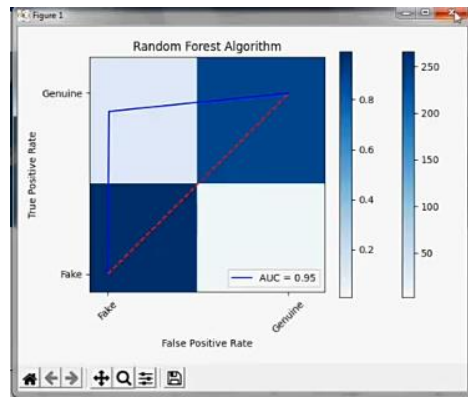 Figure 1
Random Forest Algorithm
Genuine
Fake
True Positive Rate
Fake
Genuine
False Positive Rate
AUC = 0.95
0.8
0.6
0.4
0.2
250
200
150
100
50